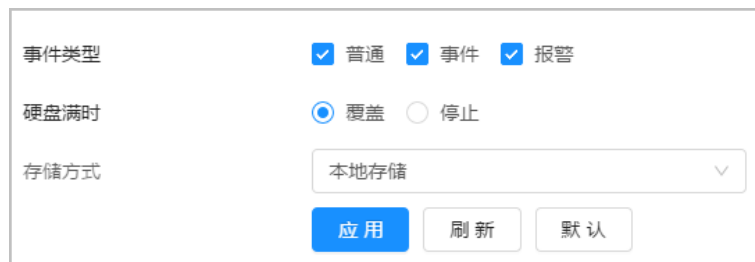 事件类型 普通 事件 报警
硬盘满时 覆盖 停止
存储方式 本地存储
应用 刷新 默认